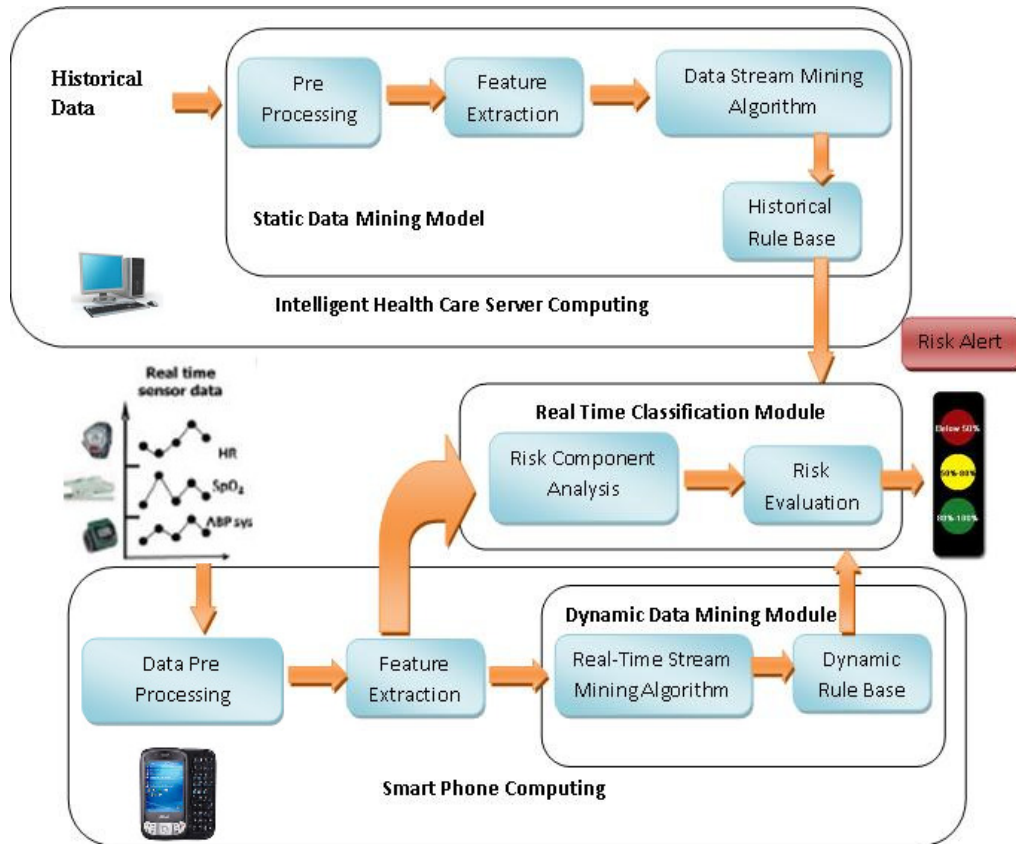 Historical
Data
Pre
Processing
Feature
Extraction
Data Stream Mining
Algorithm
Static Data Mining Model
Historical
Rule Base
Intelligent Health Care Server Computing
Risk Alert
Real time
sensor data
HR
SpO₂
ABP sys
Real Time Classification Module
Risk Component
Analysis
Risk
Evaluation
Below 50%
50%-80%
80%-100%
Dynamic Data Mining Module
Data Pre
Processing
Feature
Extraction
Real-Time Stream
Mining Algorithm
Dynamic
Rule Base
Smart Phone Computing